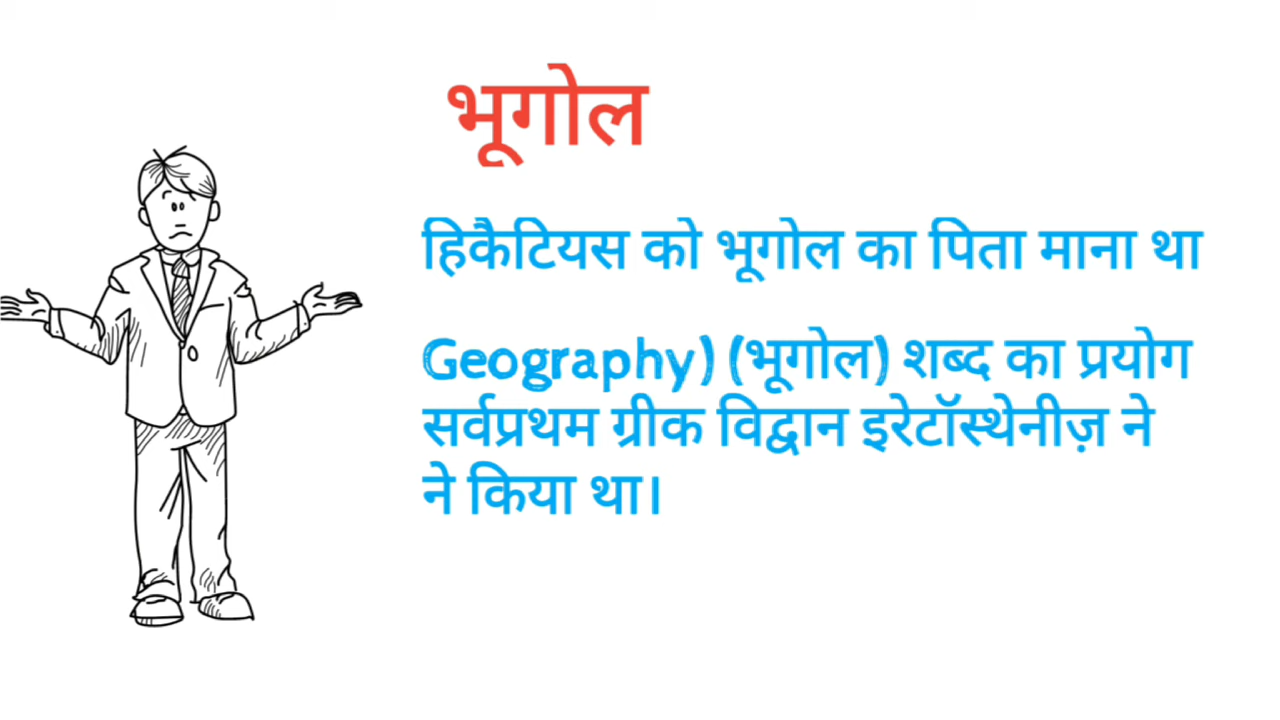 भूगोल
हिकैटियस को भूगोल का पिता माना था
Geography) (भूगोल) शब्द का प्रयोग
सर्वप्रथम ग्रीक विद्वान इरेटॉस्थेनीज़ ने
ने किया था।